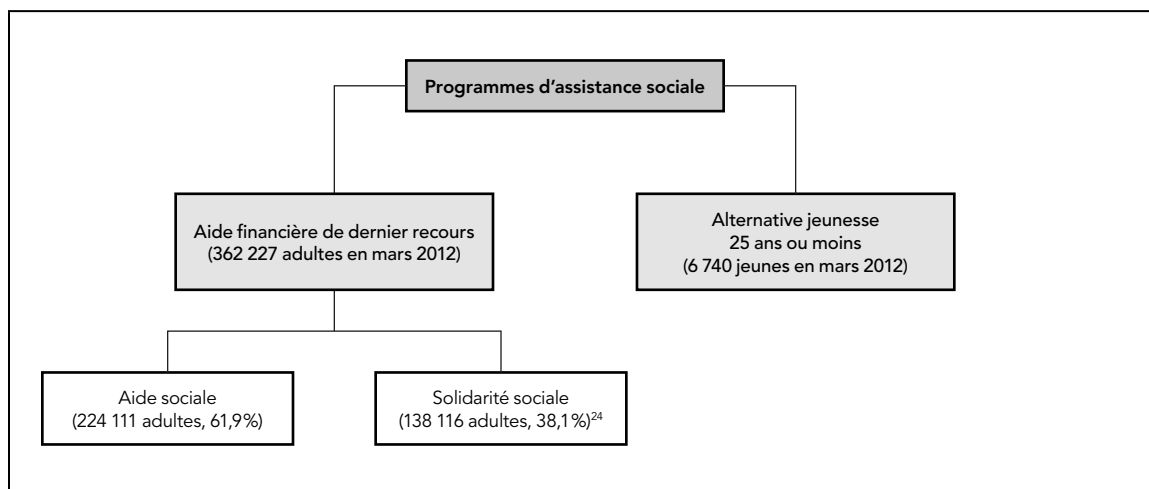 Programmes d’assistance sociale
Aide financière de dernier recours
(362 227 adultes en mars 2012)
Alternative jeunesse
25 ans ou moins
(6 740 jeunes en mars 2012)
Aide sociale
(224 111 adultes, 61,9%)
Solidarité sociale
(138 116 adultes, 38,1%)24